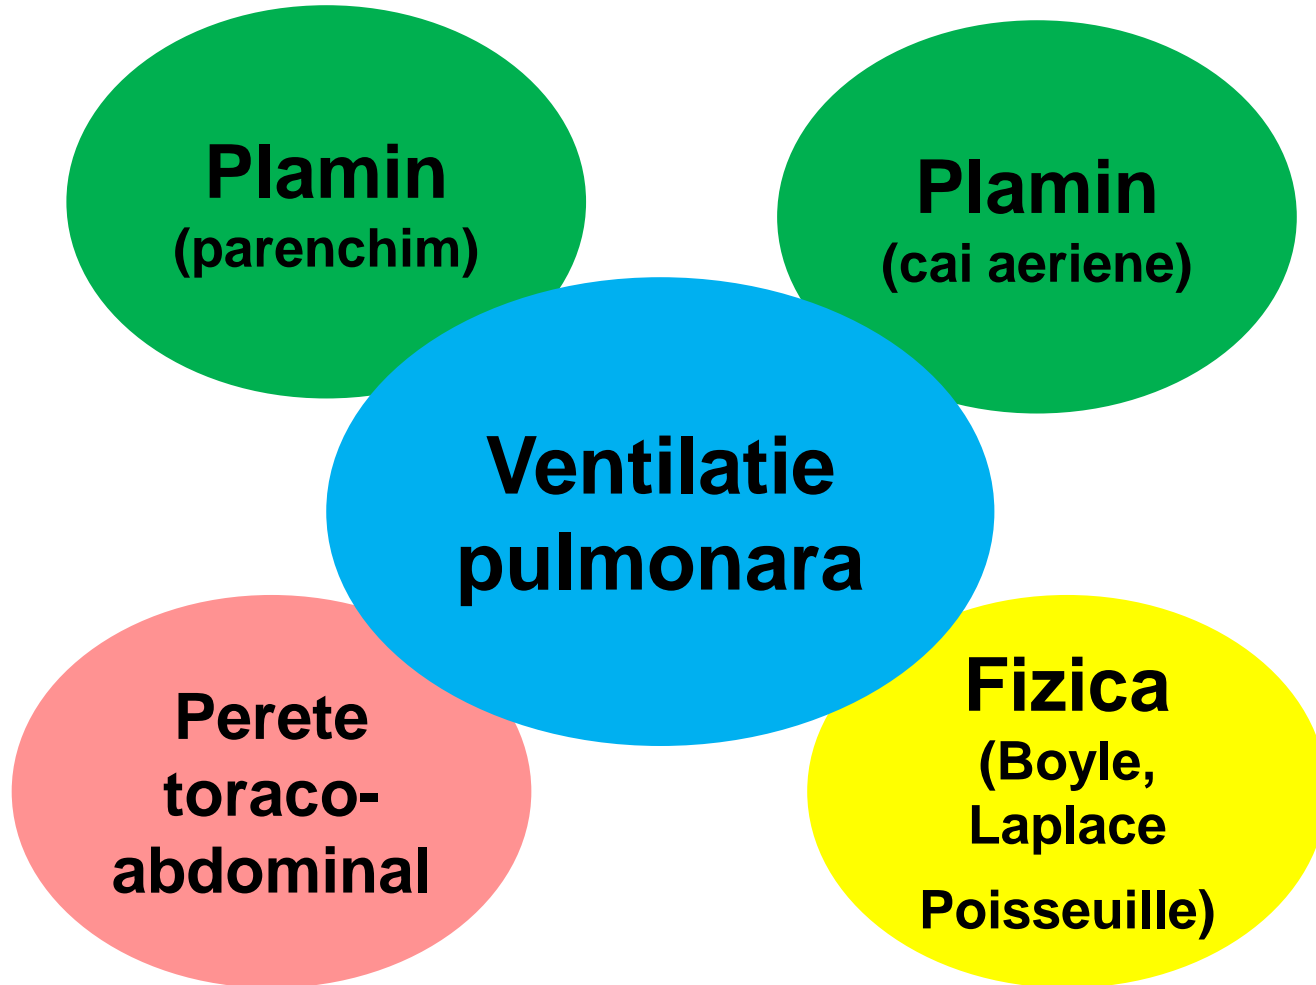 Plamin
(parenchim)
Plamin
(cai aeriene)
Ventilatie
pulmonara
Perete
toraco-
abdominal
Fizica
(Boyle,
Laplace
Poisseuille)